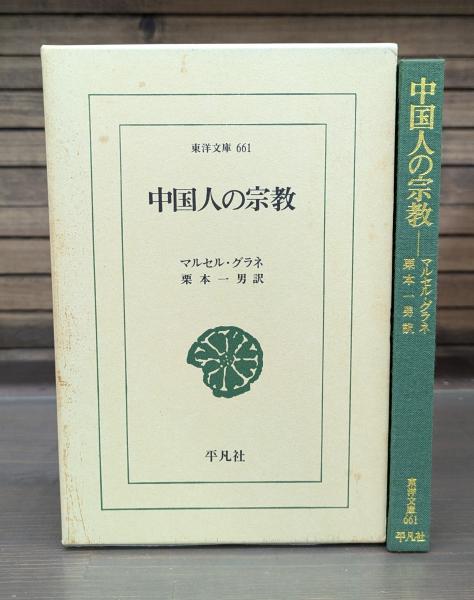 東洋文庫 661
中国人の宗教
マルセル・グラネ
栗本一男訳
平凡社
中国人の宗教――マルセル・グラネ
栗本一男訳
東洋文庫
661
平凡社